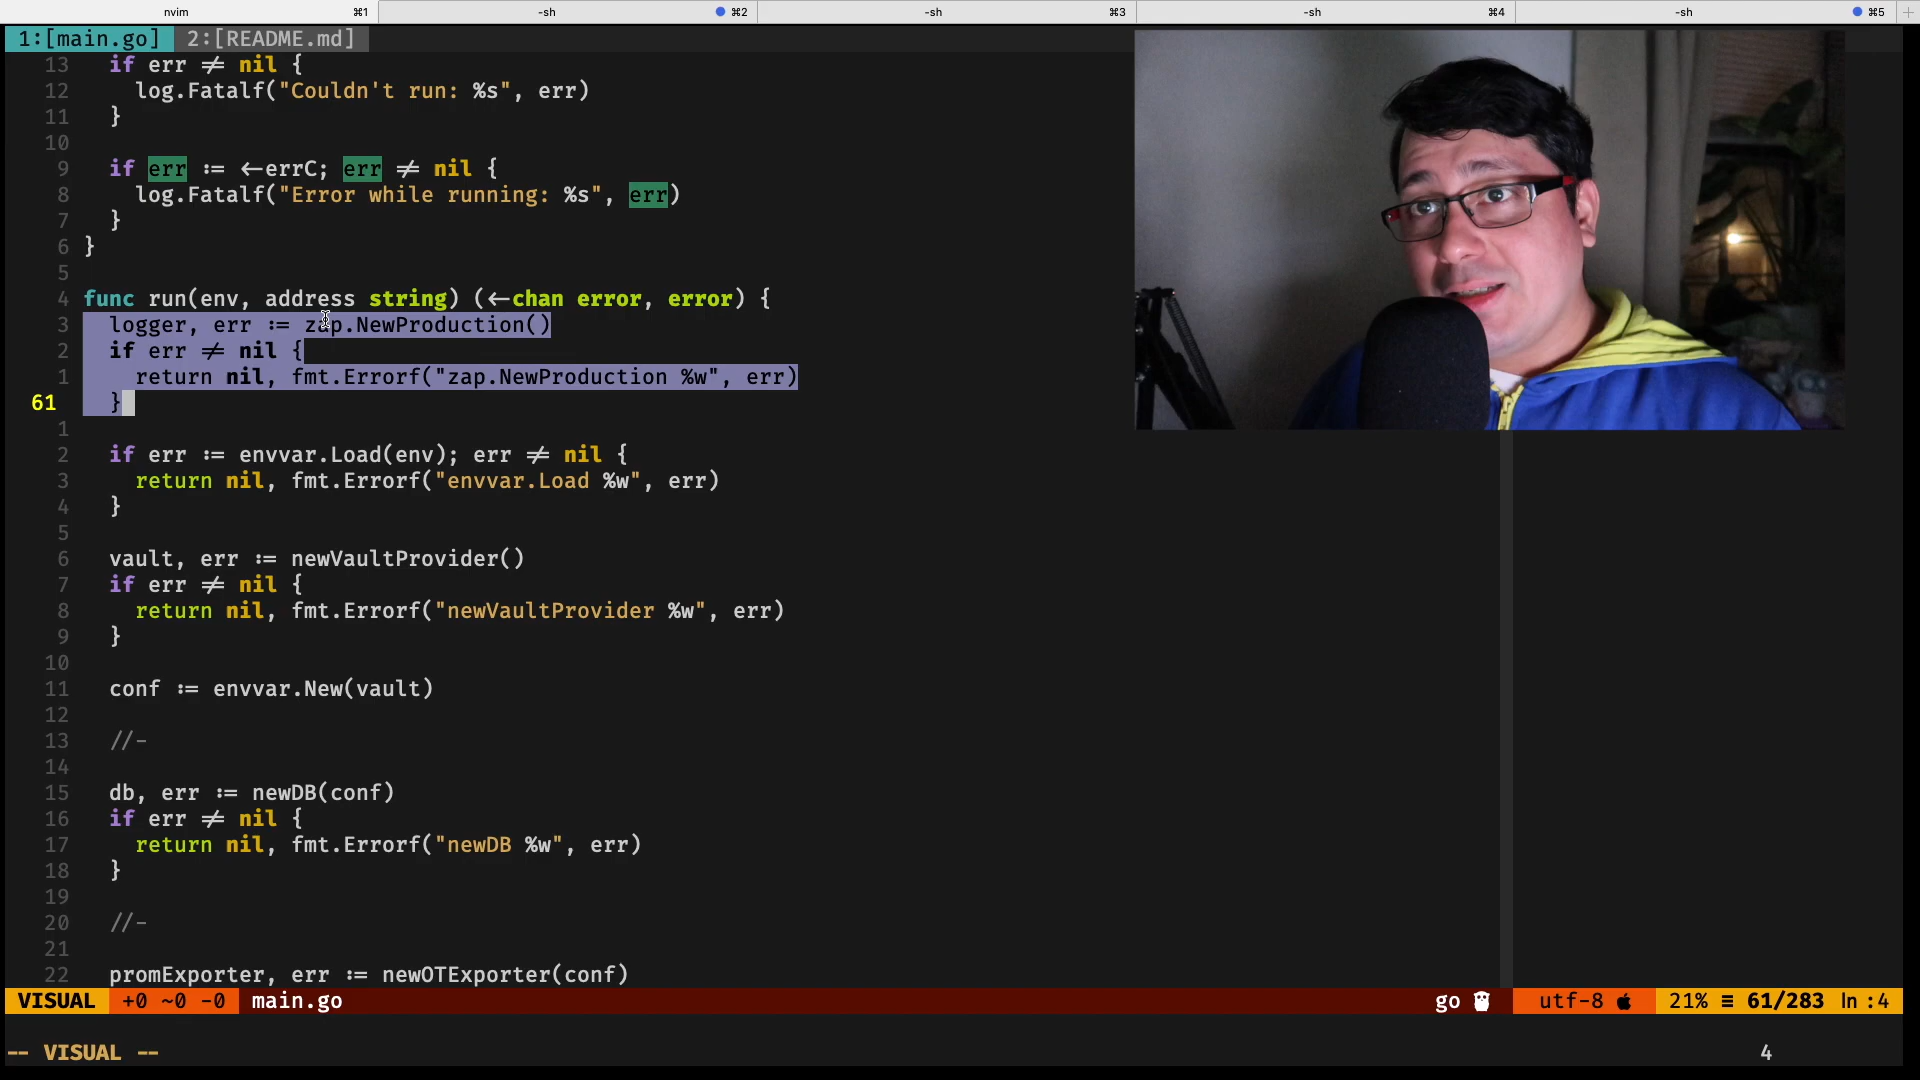 nvim ⌘1 -sh ⌘2 -sh ⌘3 -sh ⌘4 -sh ⌘5 +
1:[main.go] 2:[README.md]
13 if err ≠ nil {
12 log.Fatalf("Couldn't run: %s", err)
11 }
10
9 if err := ←errC; err ≠ nil {
8 log.Fatalf("Error while running: %s", err)
7 }
6 }
5
4 func run(env, address string) (←chan error, error) {
3 logger, err := zap.NewProduction()
2 if err ≠ nil {
1 return nil, fmt.Errorf("zap.NewProduction %w", err)
61 }
1
2 if err := envvar.Load(env); err ≠ nil {
3 return nil, fmt.Errorf("envvar.Load %w", err)
4 }
5
6 vault, err := newVaultProvider()
7 if err ≠ nil {
8 return nil, fmt.Errorf("newVaultProvider %w", err)
9 }
10
11 conf := envvar.New(vault)
12
13 //-
14
15 db, err := newDB(conf)
16 if err ≠ nil {
17 return nil, fmt.Errorf("newDB %w", err)
18 }
19
20 //-
21
22 promExporter, err := newOTExporter(conf)
VISUAL +0 ~0 -0 main.go go utf-8 21% ≡ 61/283 ln :4
-- VISUAL -- 4